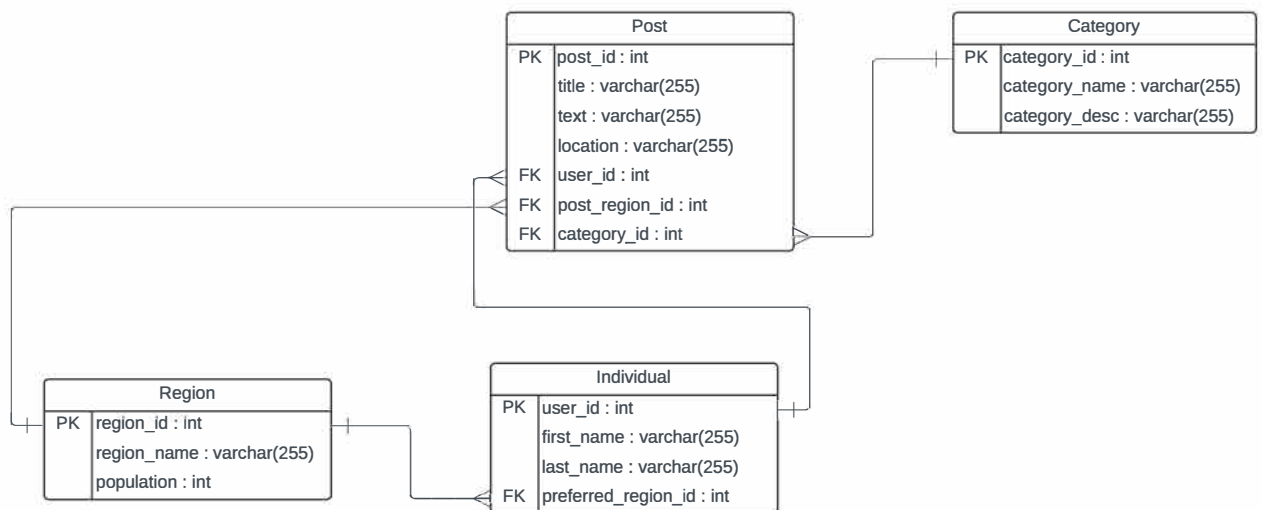 Post
PK post_id : int
title : varchar(255)
text : varchar(255)
location : varchar(255)
FK user_id : int
FK post_region_id : int
FK category_id : int
Category
PK category_id : int
category_name : varchar(255)
category_desc : varchar(255)
Region
PK region_id : int
region_name : varchar(255)
population : int
Individual
PK user_id : int
first_name : varchar(255)
last_name : varchar(255)
FK preferred_region_id : int